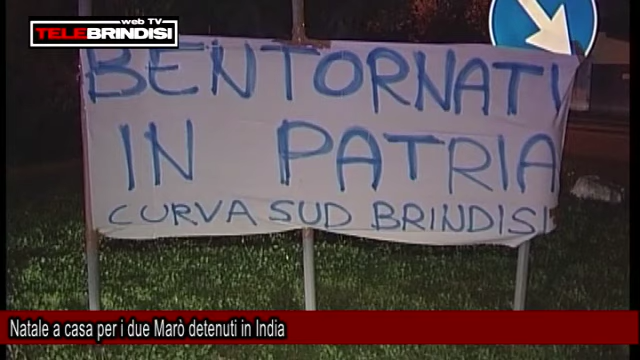 web TV
TELEBRINDISI
BENTORNATI
IN PATRIA
CURVA SUD BRINDISI
Natale a casa per i due Marò detenuti in India